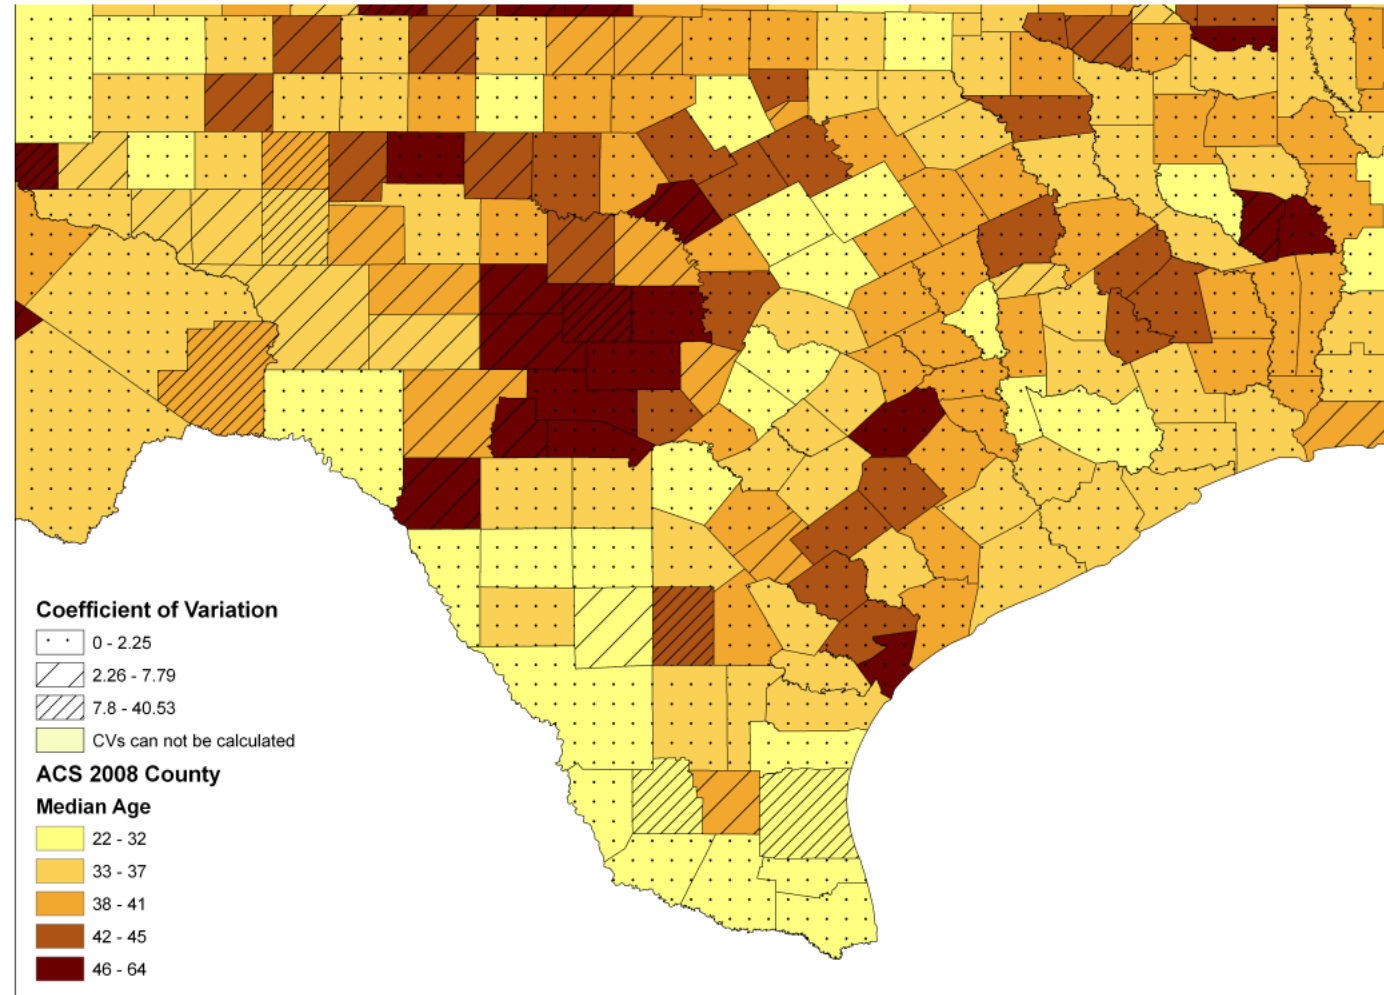 Coefficient of Variation
0 - 2.25
2.26 - 7.79
7.8 - 40.53
CVs can not be calculated
ACS 2008 County
Median Age
22 - 32
33 - 37
38 - 41
42 - 45
46 - 64